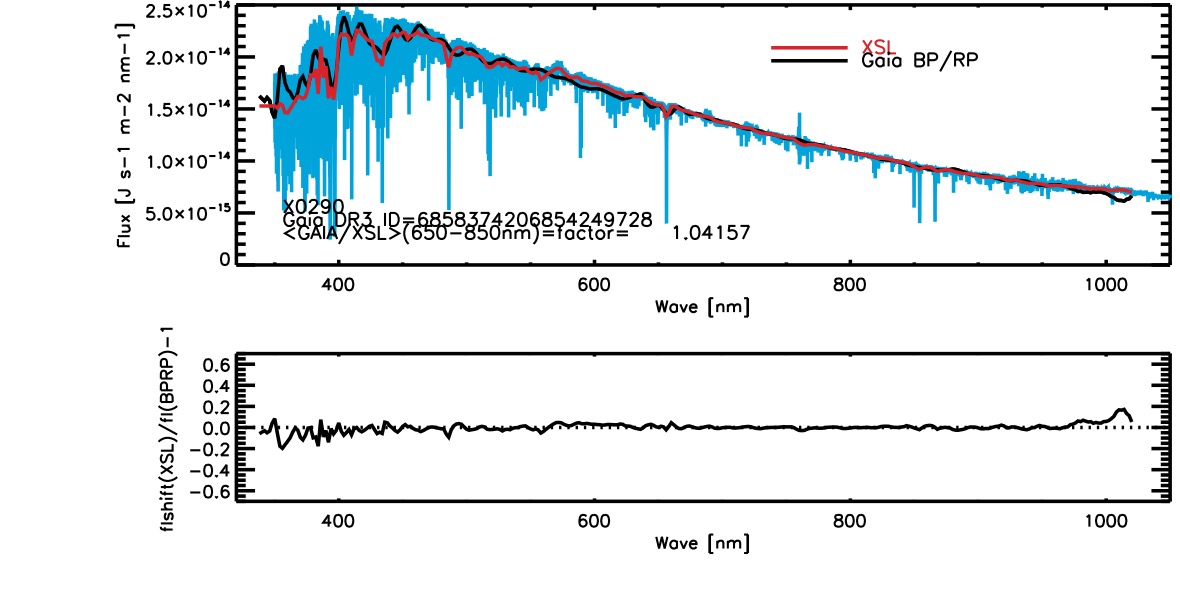 Flux [J s−1 m−2 nm−1]
2.5×10−14
2.0×10−14
1.5×10−14
1.0×10−14
5.0×10−15
0
XSL
Gaia BP/RP
X0290
Gaia DR3 ID=6858374206854249728
<GAIA/XSL>(650−850nm)=factor= 1.04157
400 600 800 1000
Wave [nm]
flshift(XSL)/fl(BPRP)−1
0.6
0.4
0.2
0.0
−0.2
−0.4
−0.6
400 600 800 1000
Wave [nm]